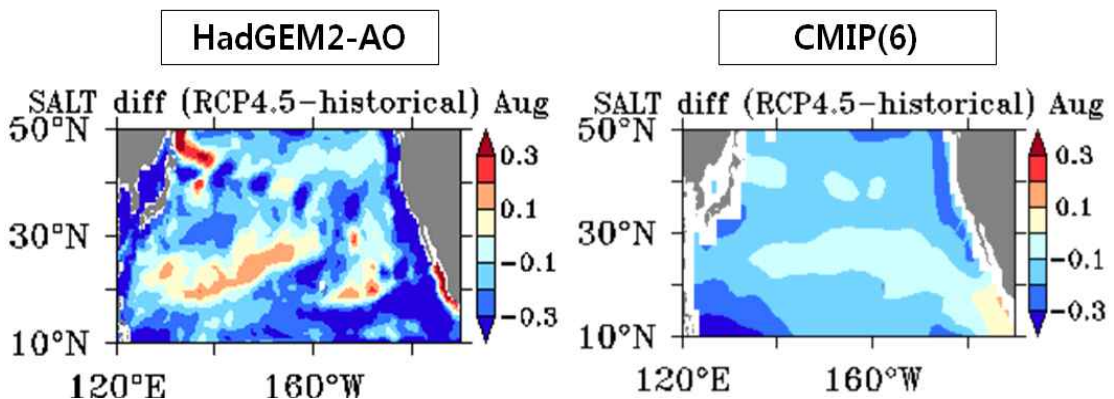 HadGEM2-AO
SALT diff (RCP4.5-historical) Aug
50°N
30°N
10°N
120°E
160°W
0.3
0.1
-0.1
-0.3
CMIP(6)
SALT diff (RCP4.5-historical) Aug
50°N
30°N
10°N
120°E
160°W
0.3
0.1
-0.1
-0.3